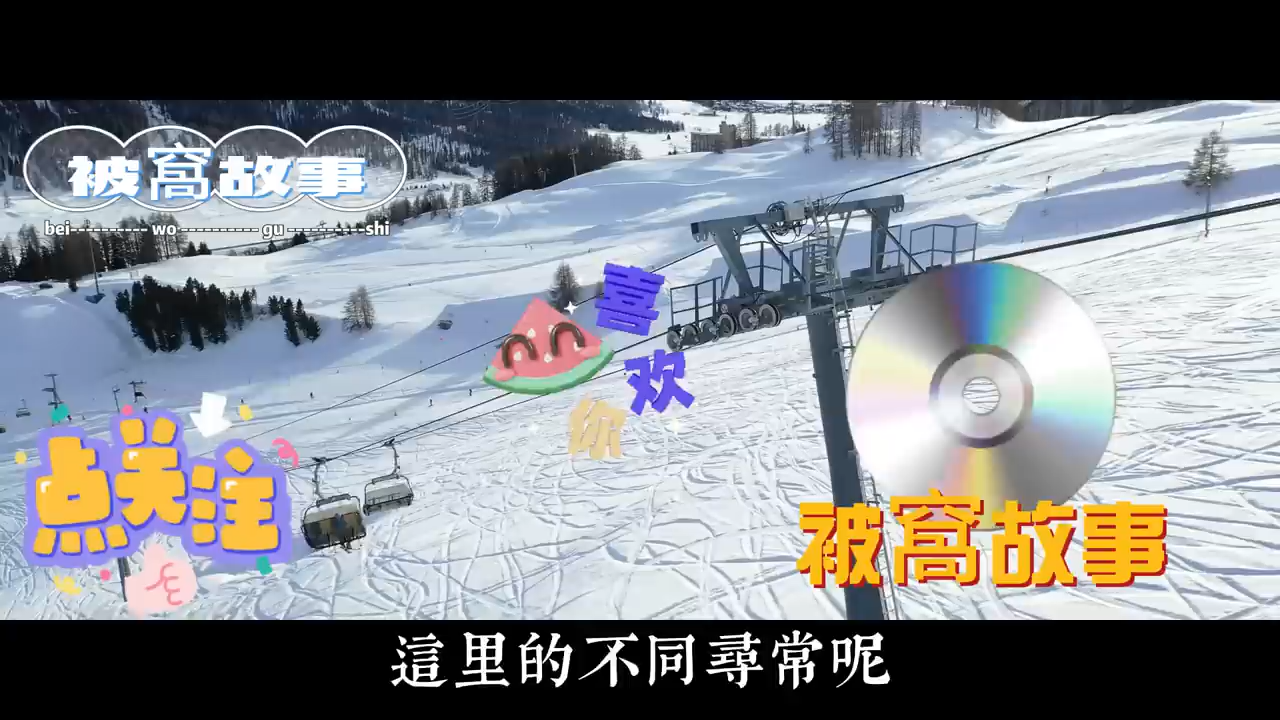 被窩故事
bei---------- wo ----------- gu ----------shi
喜
欢
你
点关注
被窩故事
這里的不同尋常呢